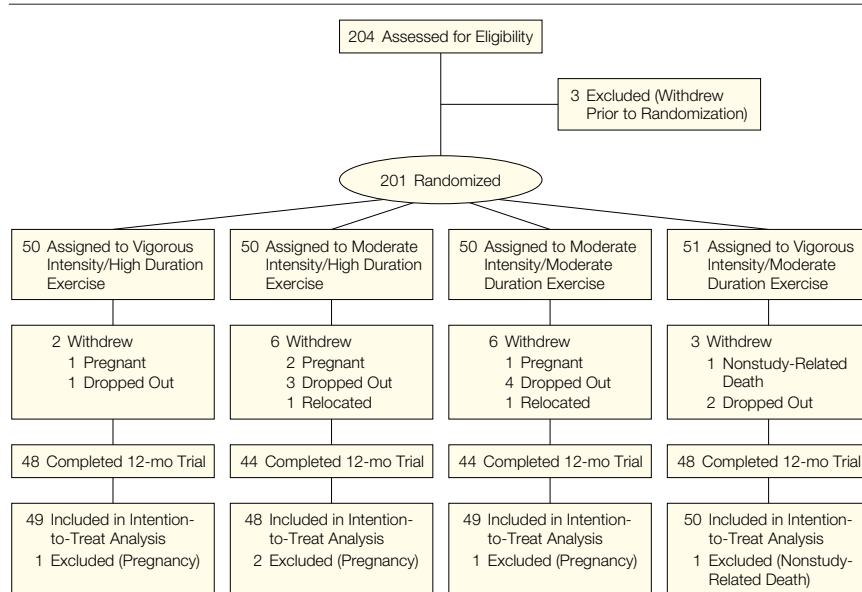 204 Assessed for Eligibility
3 Excluded (Withdrew
Prior to Randomization)
201 Randomized
50 Assigned to Vigorous
Intensity/High Duration
Exercise
50 Assigned to Moderate
Intensity/High Duration
Exercise
50 Assigned to Moderate
Intensity/Moderate
Duration Exercise
51 Assigned to Vigorous
Intensity/Moderate
Duration Exercise
2 Withdrew
1 Pregnant
1 Dropped Out
6 Withdrew
2 Pregnant
3 Dropped Out
1 Relocated
6 Withdrew
1 Pregnant
4 Dropped Out
1 Relocated
3 Withdrew
1 Nonstudy-Related
Death
2 Dropped Out
48 Completed 12-mo Trial
44 Completed 12-mo Trial
44 Completed 12-mo Trial
48 Completed 12-mo Trial
49 Included in Intention-
to-Treat Analysis
1 Excluded (Pregnancy)
48 Included in Intention-
to-Treat Analysis
2 Excluded (Pregnancy)
49 Included in Intention-
to-Treat Analysis
1 Excluded (Pregnancy)
50 Included in Intention-
to-Treat Analysis
1 Excluded (Nonstudy-
Related Death)